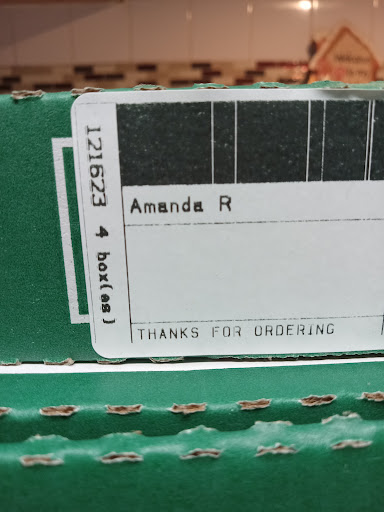 121623 4 box(es)
Amanda R
THANKS FOR ORDERING